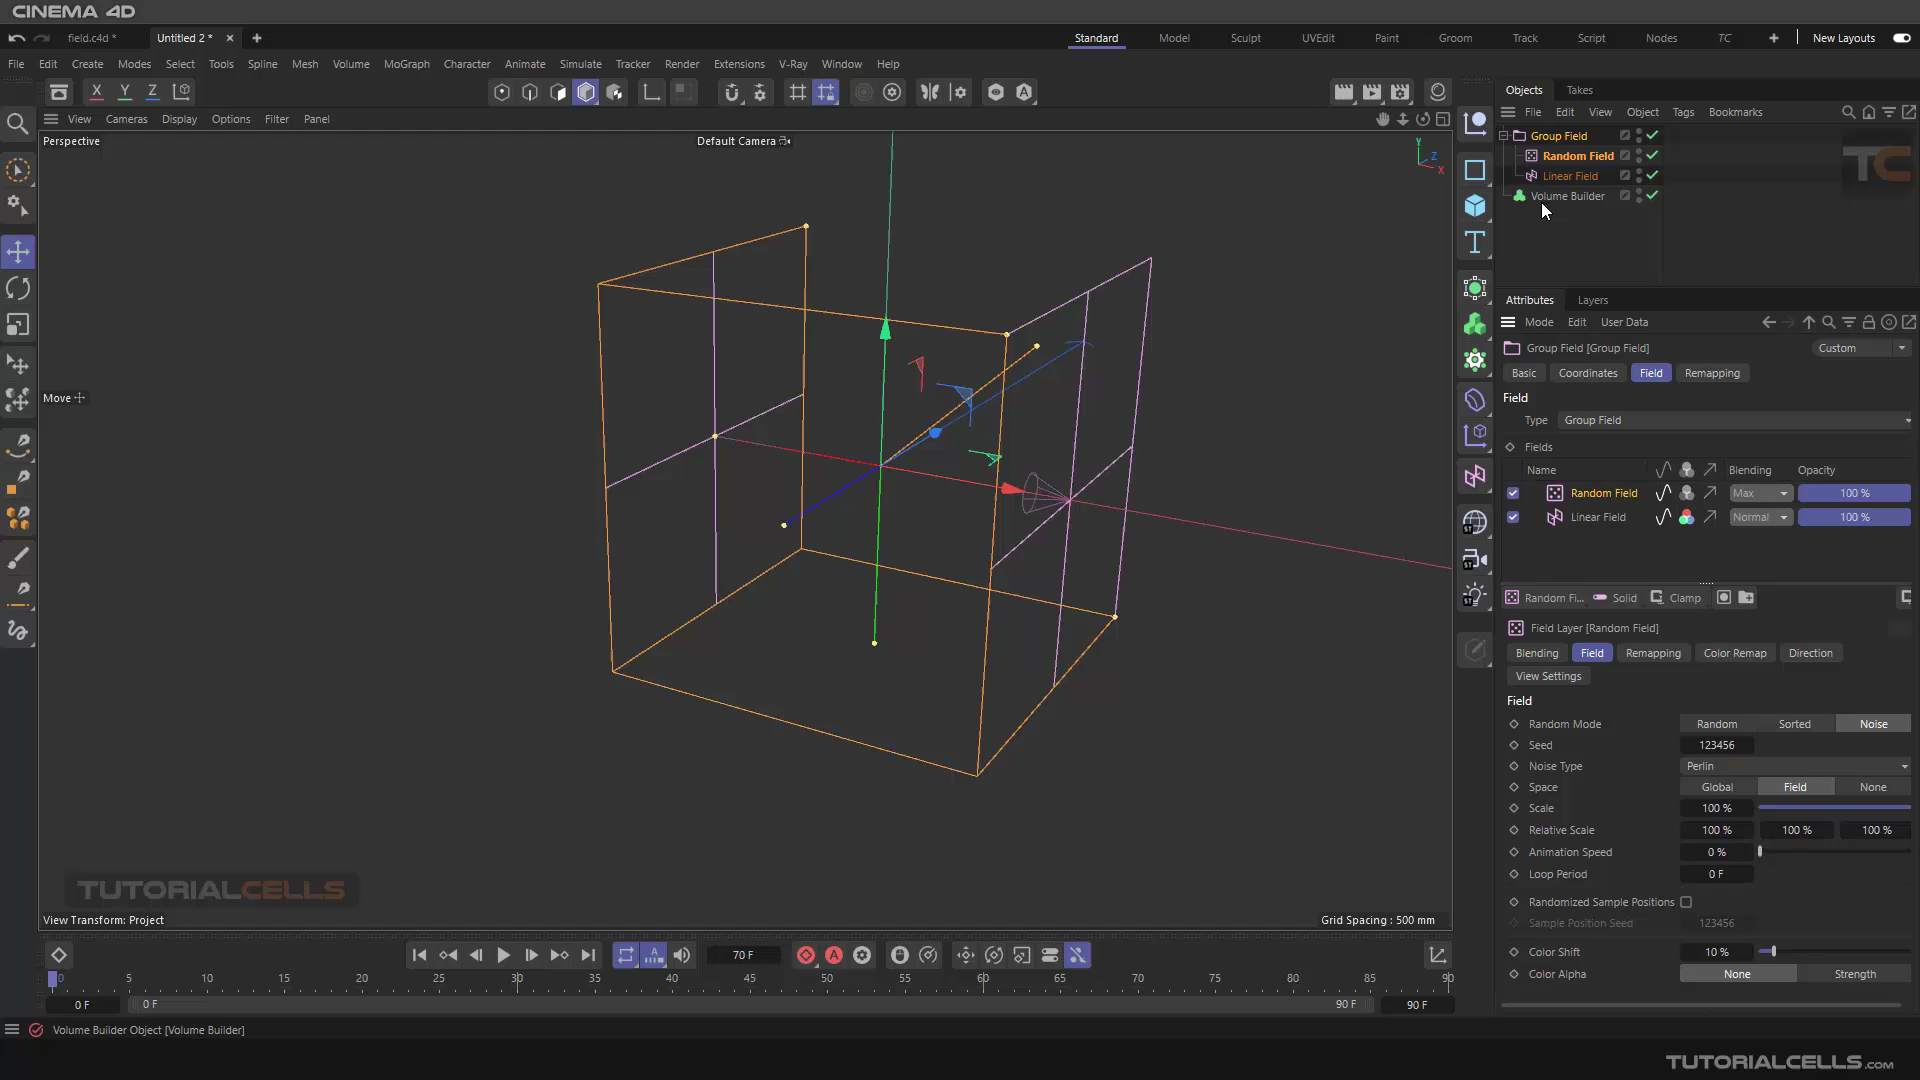 CINEMA 4D
field.c4d *
Untitled 2 *
Standard Model Sculpt UVEdit Paint Groom Track Script Nodes TC New Layouts
File Edit Create Modes Select Tools Spline Mesh Volume MoGraph Character Animate Simulate Tracker Render Extensions V-Ray Window Help
X Y Z
View Cameras Display Options Filter Panel
Perspective
Default Camera
Y
Z
X
Move
TUTORIALCELLS
View Transform: Project
Grid Spacing : 500 mm
Objects Takes
File Edit View Object Tags Bookmarks
Group Field
Random Field
Linear Field
Volume Builder
TC
Attributes Layers
Mode Edit User Data
Group Field [Group Field]
Custom
Basic Coordinates Field Remapping
Field
Type Group Field
Fields
Name Blending Opacity
Random Field Max 100 %
Linear Field Normal 100 %
Random Fi... Solid Clamp
Field Layer [Random Field]
Blending Field Remapping Color Remap Direction
View Settings
Field
Random Mode Random Sorted Noise
Seed 123456
Noise Type Perlin
Space Global Field None
Scale 100 %
Relative Scale 100 % 100 % 100 %
Animation Speed 0 %
Loop Period 0 F
Randomized Sample Positions
Sample Position Seed 123456
Color Shift 10 %
Color Alpha None Strength
70 F
0 5 10 15 20 25 30 35 40 45 50 55 60 65 70 75 80 85 90
0 F 0 F 90 F 90 F
Volume Builder Object [Volume Builder]
TUTORIALCELLS.com